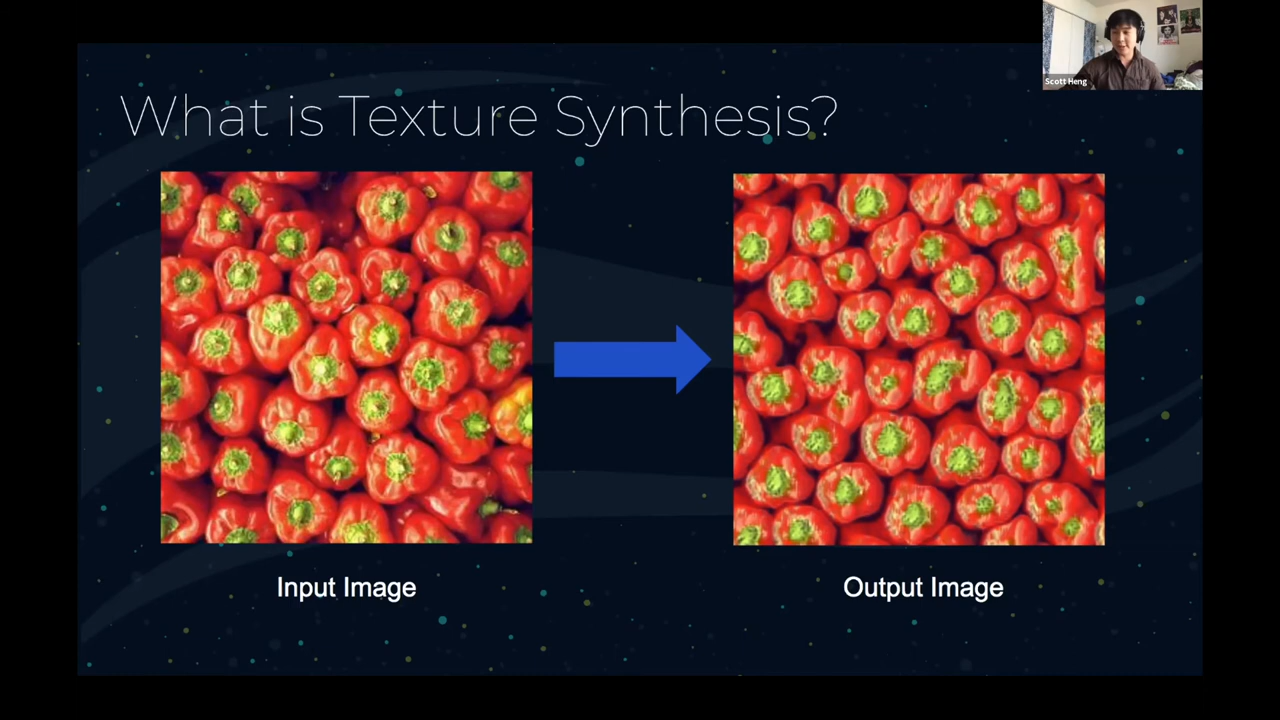 Scott Heng
What is Texture Synthesis?
Input Image
Output Image